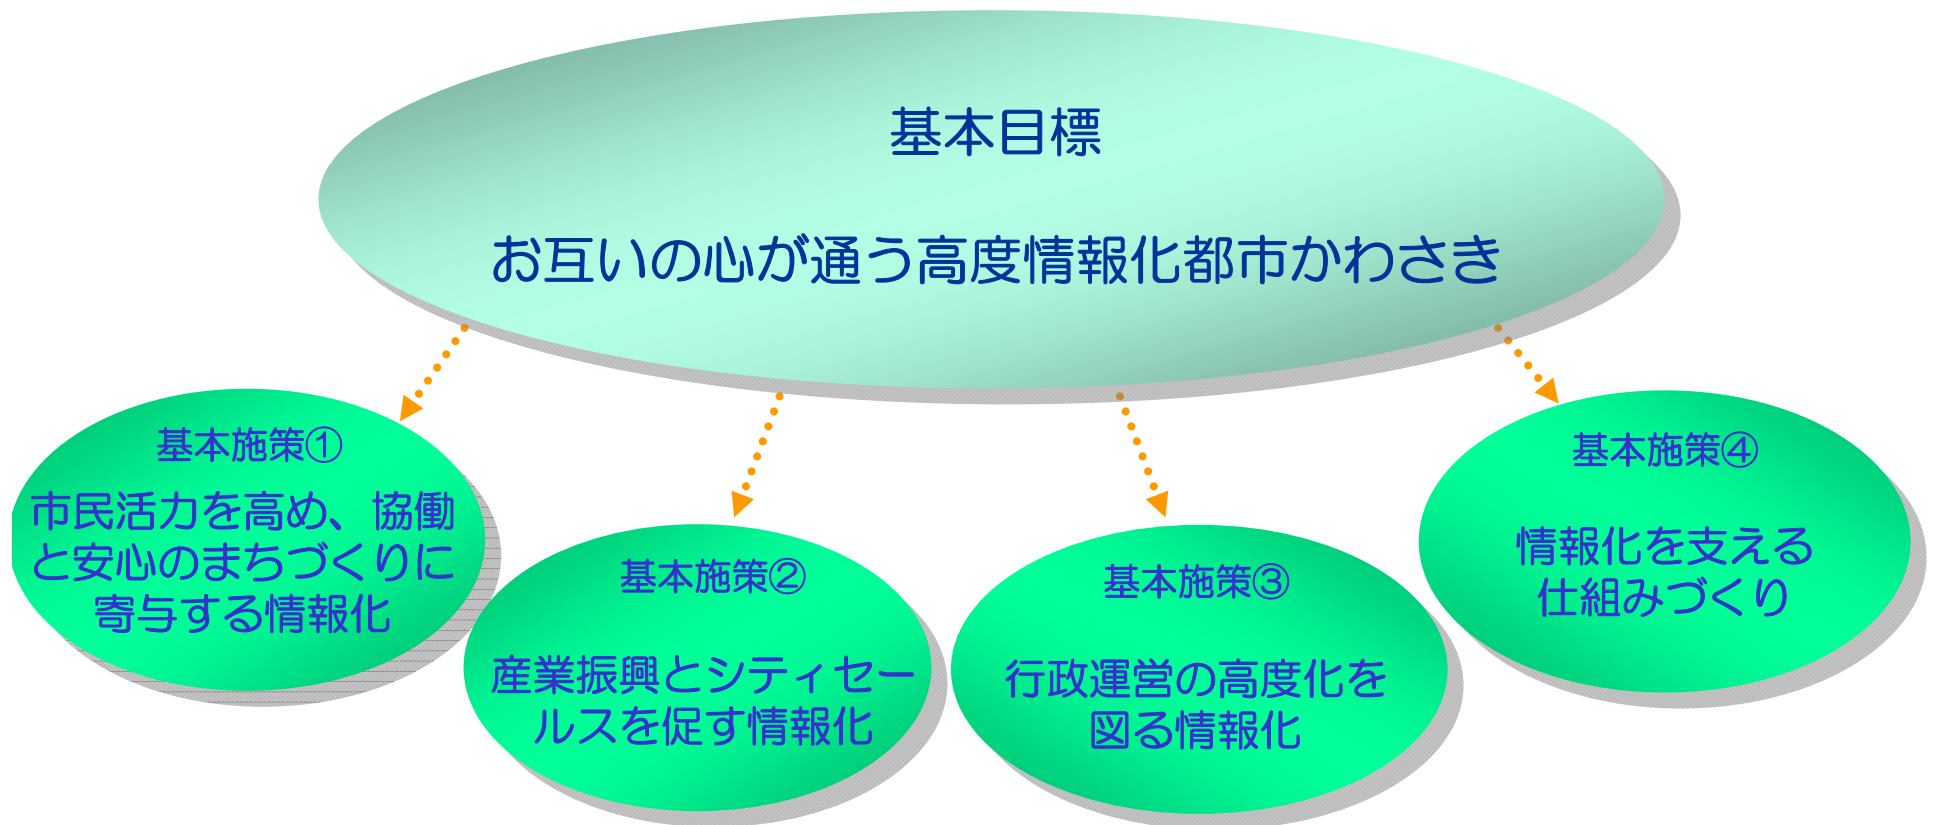 基本目標
お互いの心が通う高度情報化都市かわさき
基本施策①
市民活力を高め、協働
と安心のまちづくりに
寄与する情報化
基本施策②
産業振興とシティセー
ルスを促す情報化
基本施策③
行政運営の高度化を
図る情報化
基本施策④
情報化を支える
仕組みづくり